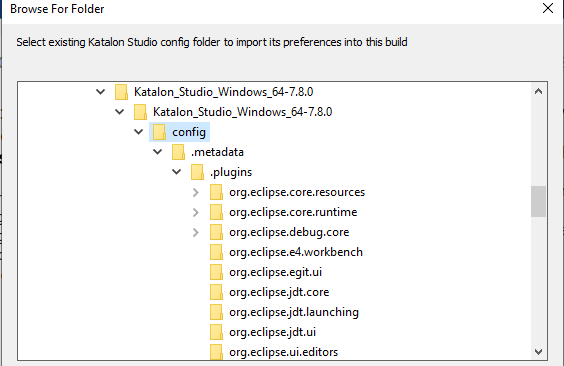 Browse For Folder
Select existing Katalon Studio config folder to import its preferences into this build
Katalon_Studio_Windows_64-7.8.0
Katalon_Studio_Windows_64-7.8.0
config
.metadata
.plugins
org.eclipse.core.resources
org.eclipse.core.runtime
org.eclipse.debug.core
org.eclipse.e4.workbench
org.eclipse.egit.ui
org.eclipse.jdt.core
org.eclipse.jdt.launching
org.eclipse.jdt.ui
org.eclipse.ui.editors